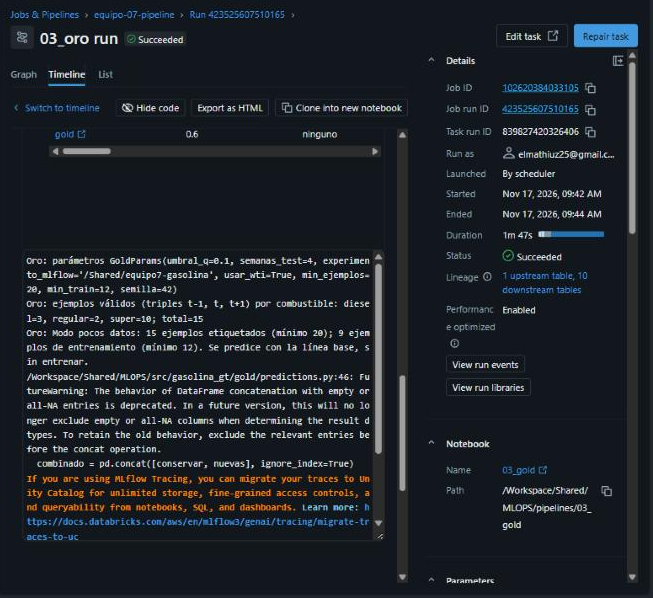 Jobs & Pipelines › equipo-07-pipeline › Run 423525607510165 ›
03_oro run Succeeded
Edit task
Repair task
Graph Timeline List
Switch to timeline
Hide code
Export as HTML
Clone into new notebook
gold 0.6 ninguno
Oro: parámetros GoldParams(umbral_q=0.1, semanas_test=4, experimen
to_mlflow='/Shared/equipo7-gasolina', usar_wti=True, min_ejemplos=
20, min_train=12, semilla=42)
Oro: ejemplos válidos (triples t-1, t, t+1) por combustible: diese
l=3, regular=2, super=10; total=15
Oro: Modo pocos datos: 15 ejemplos etiquetados (mínimo 20); 9 ejem
plos de entrenamiento (mínimo 12). Se predice con la línea base, s
in entrenar.
/Workspace/Shared/MLOPS/src/gasolina_gt/gold/predictions.py:46: Fu
tureWarning: The behavior of DataFrame concatenation with empty or
all-NA entries is deprecated. In a future version, this will no lo
nger exclude empty or all-NA columns when determining the result d
types. To retain the old behavior, exclude the relevant entries be
fore the concat operation.
combinado = pd.concat([conservar, nuevas], ignore_index=True)
If you are using MLflow Tracing, you can migrate your traces to Un
ity Catalog for unlimited storage, fine-grained access controls, a
nd queryability from notebooks, SQL, and dashboards. Learn more: h
ttps://docs.databricks.com/aws/en/mlflow3/genai/tracing/migrate-tr
aces-to-uc
Details
Job ID 102620384033105
Job run ID 423525607510165
Task run ID 839827420326406
Run as elmathiuz25@gmail.c...
Launched By scheduler
Started Nov 17, 2026, 09:42 AM
Ended Nov 17, 2026, 09:44 AM
Duration 1m 47s
Status Succeeded
Lineage 1 upstream table, 10
downstream tables
Performanc
e optimized
Enabled
View run events
View run libraries
Notebook
Name 03_gold
Path /Workspace/Shared/
MLOPS/pipelines/03_
gold
Parameters